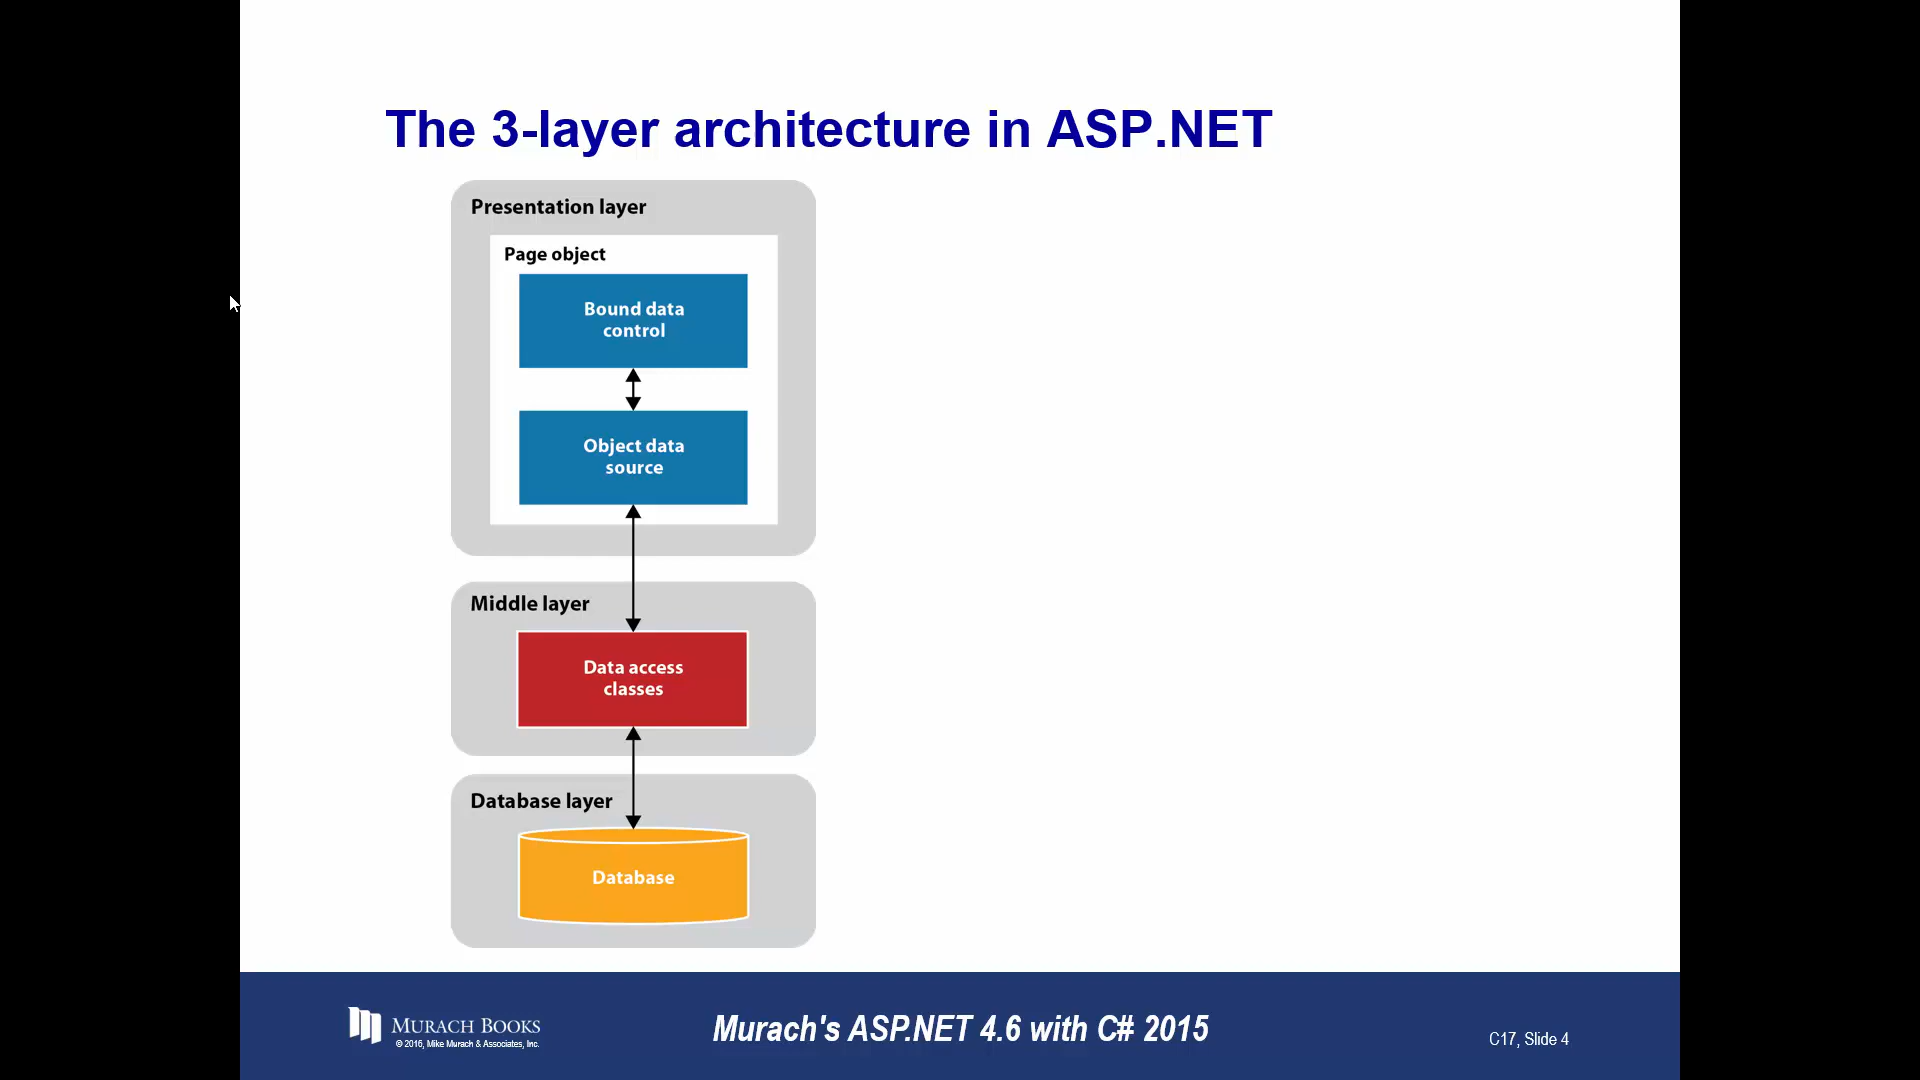 The 3-layer architecture in ASP.NET
Presentation layer
Page object
Bound data
control
Object data
source
Middle layer
Data access
classes
Database layer
Database
MURACH BOOKS
© 2016, Mike Murach & Associates, Inc.
Murach's ASP.NET 4.6 with C# 2015
C17, Slide 4